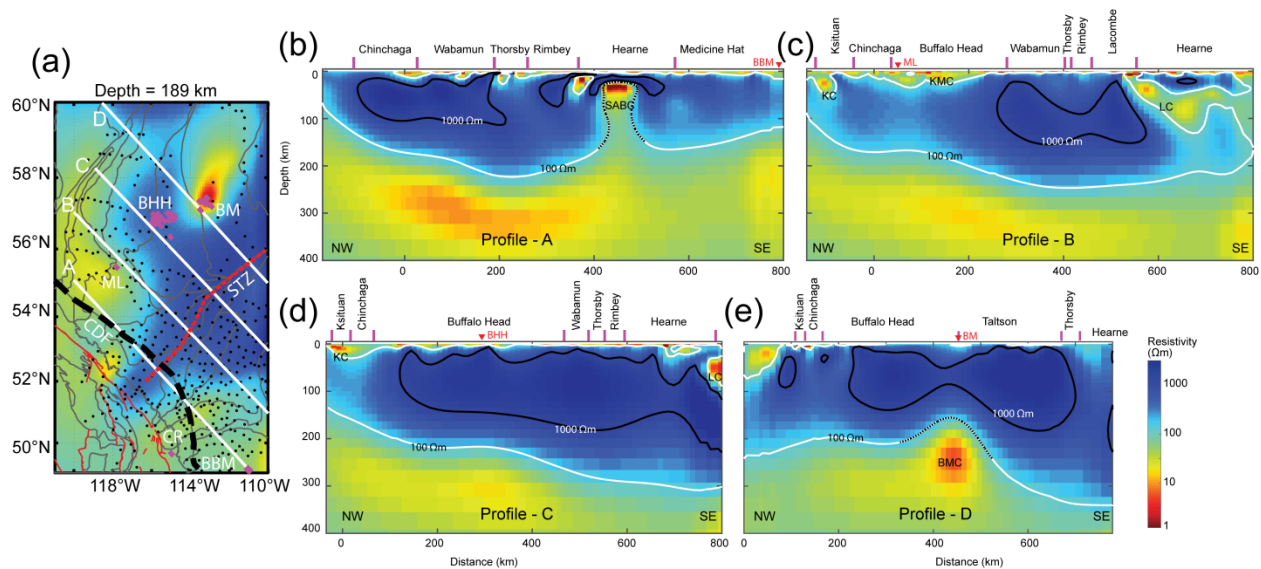 (a)
Depth = 189 km
60°N
58°N
56°N
54°N
52°N
50°N
118°W
114°W
110°W
D
C
B
A
BHH
BM
ML
STZ
CDF
CR
BBM
(b)
Chinchaga
Wabamun
Thorsby
Rimbey
Hearne
Medicine Hat
BBM
SABC
1000 Ωm
100 Ωm
NW
Profile - A
SE
Depth (km)
0
100
200
300
400
0
200
400
600
800
(c)
Ksituan
Chinchaga
Buffalo Head
Wabamun
Thorsby
Rimbey
Lacombe
Hearne
ML
KC
KMC
LC
1000 Ωm
100 Ωm
NW
Profile - B
SE
0
200
400
600
800
(d)
Ksituan
Chinchaga
Buffalo Head
Wabamun
Thorsby
Rimbey
Hearne
BHH
KC
LC
1000 Ωm
100 Ωm
NW
Profile - C
SE
0
100
200
300
400
0
200
400
600
800
Distance (km)
(e)
Ksituan
Chinchaga
Buffalo Head
Taltson
Thorsby
Hearne
BM
1000 Ωm
100 Ωm
BMC
NW
Profile - D
SE
0
200
400
600
Distance (km)
Resistivity
(Ωm)
1000
100
10
1